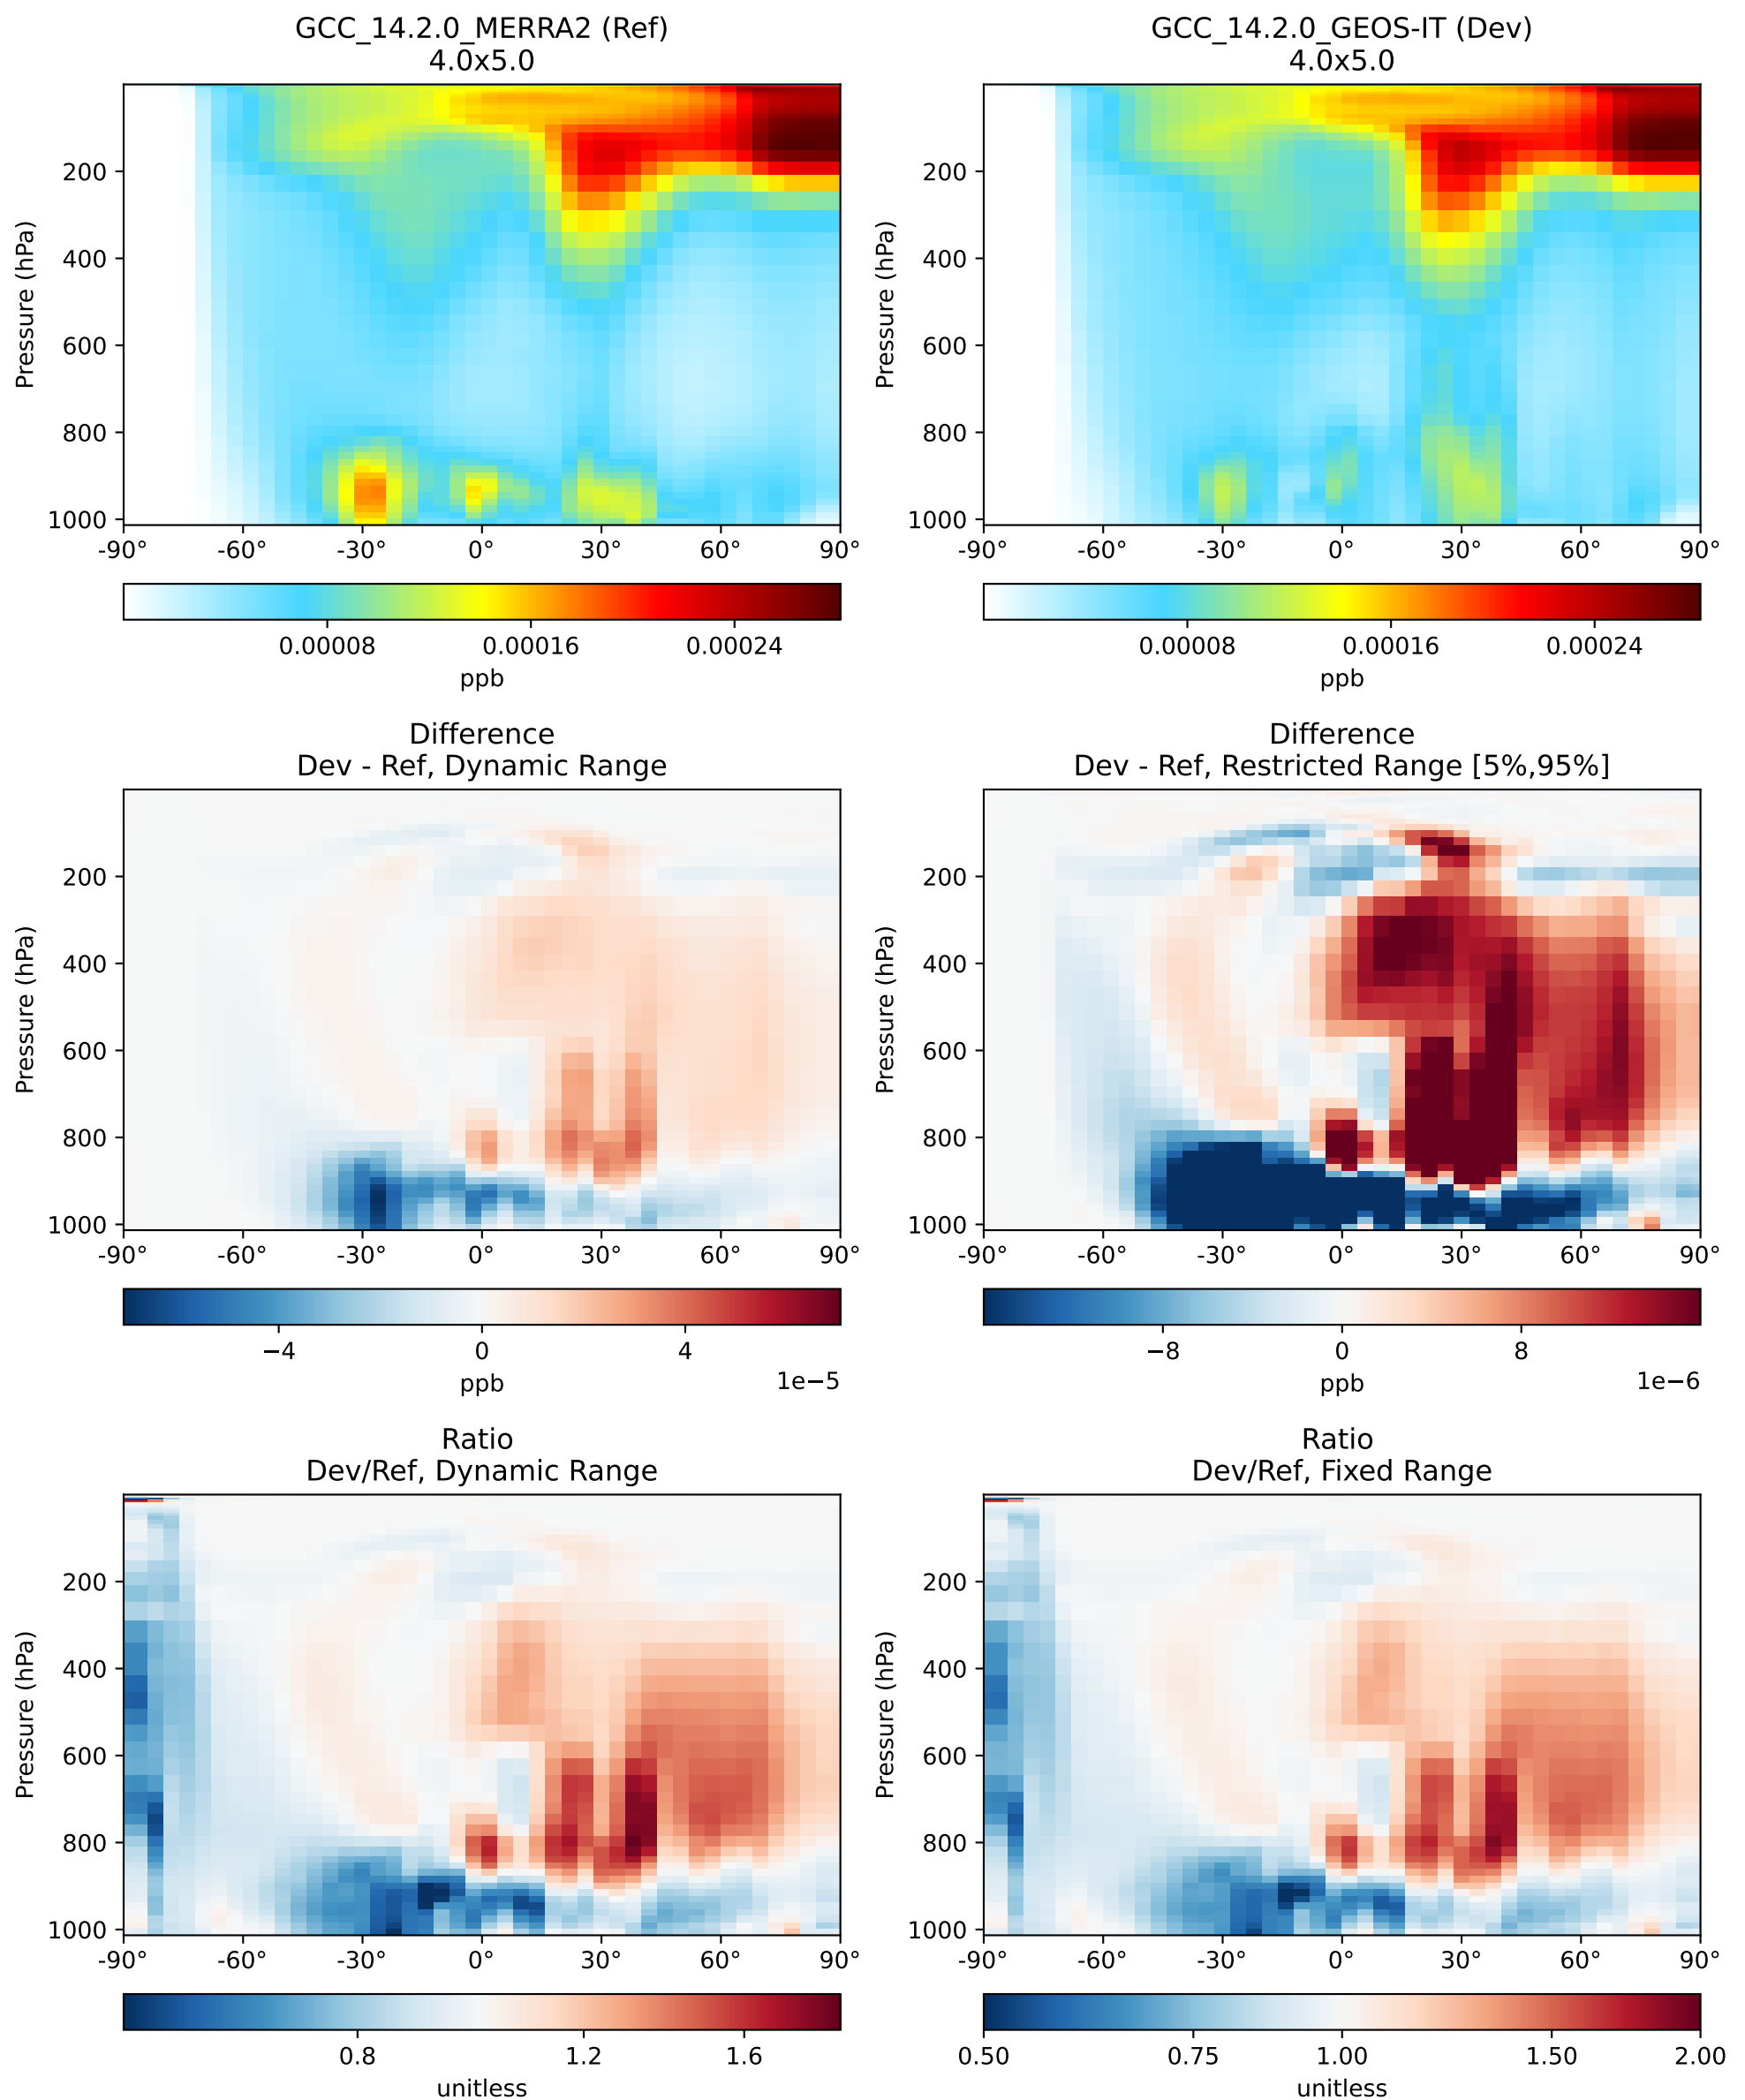 GCC_14.2.0_MERRA2 (Ref)
4.0x5.0
GCC_14.2.0_GEOS-IT (Dev)
4.0x5.0
Pressure (hPa)
200
400
600
800
1000
-90° -60° -30° 0° 30° 60° 90°
0.00008 0.00016 0.00024
ppb
Pressure (hPa)
200
400
600
800
1000
-90° -60° -30° 0° 30° 60° 90°
0.00008 0.00016 0.00024
ppb
Difference
Dev - Ref, Dynamic Range
Difference
Dev - Ref, Restricted Range [5%,95%]
Pressure (hPa)
200
400
600
800
1000
-90° -60° -30° 0° 30° 60° 90°
−4 0 4
ppb
1e−5
Pressure (hPa)
200
400
600
800
1000
-90° -60° -30° 0° 30° 60° 90°
−8 0 8
ppb
1e−6
Ratio
Dev/Ref, Dynamic Range
Ratio
Dev/Ref, Fixed Range
Pressure (hPa)
200
400
600
800
1000
-90° -60° -30° 0° 30° 60° 90°
0.8 1.2 1.6
unitless
Pressure (hPa)
200
400
600
800
1000
-90° -60° -30° 0° 30° 60° 90°
0.50 0.75 1.00 1.50 2.00
unitless